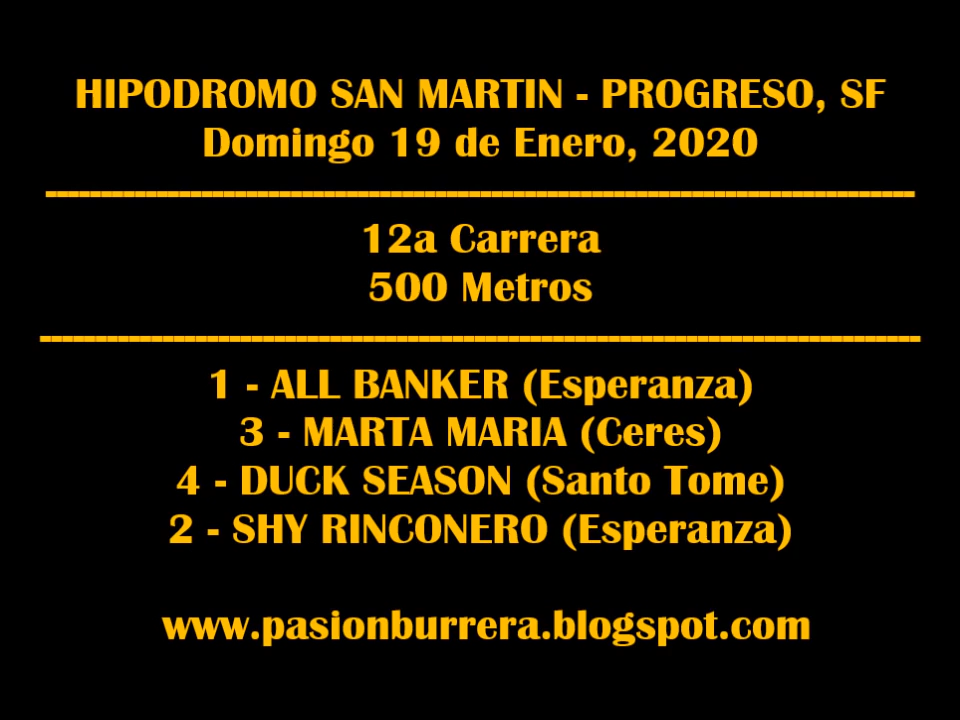 HIPODROMO SAN MARTIN - PROGRESO, SF
Domingo 19 de Enero, 2020
--------------------------------------------------------------------------------
12a Carrera
500 Metros
--------------------------------------------------------------------------------
1 - ALL BANKER (Esperanza)
3 - MARTA MARIA (Ceres)
4 - DUCK SEASON (Santo Tome)
2 - SHY RINCONERO (Esperanza)
www.pasionburrera.blogspot.com